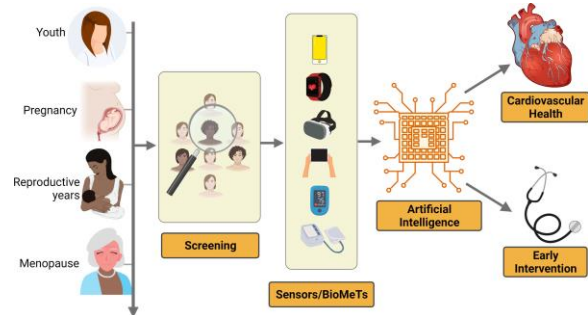 Youth
Pregnancy
Reproductive
years
Menopause
Screening
Sensors/BioMeTs
Artificial
Intelligence
Cardiovascular
Health
Early
Intervention